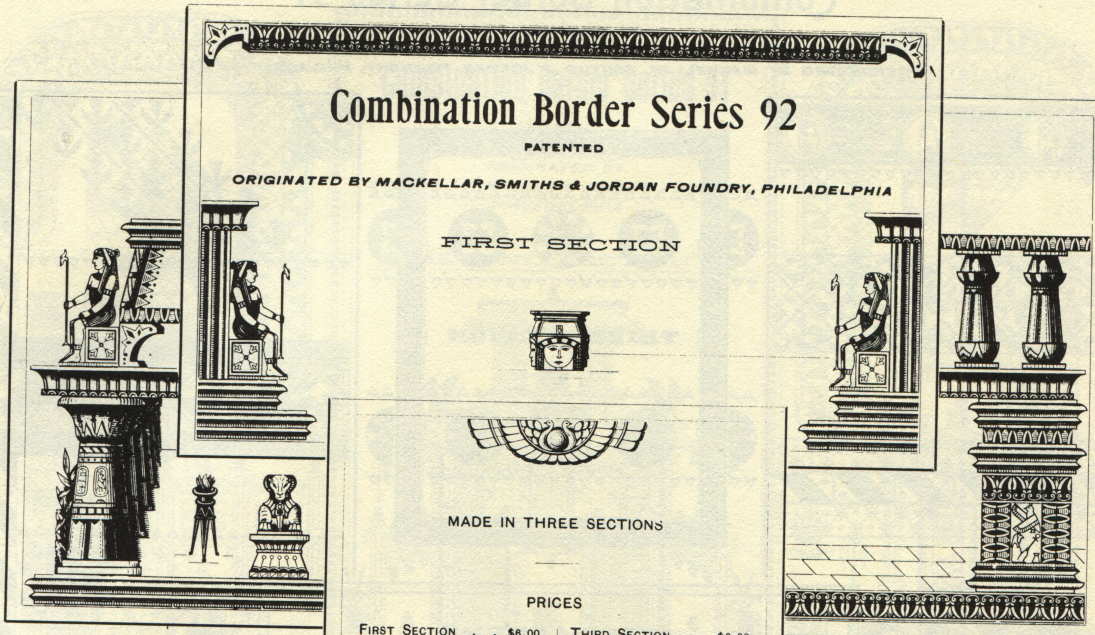 Combination Border Series 92
PATENTED
ORIGINATED BY MACKELLAR, SMITHS & JORDAN FOUNDRY, PHILADELPHIA
FIRST SECTION
MADE IN THREE SECTIONS
PRICES
FIRST SECTION . . $6.00 | THIRD SECTION